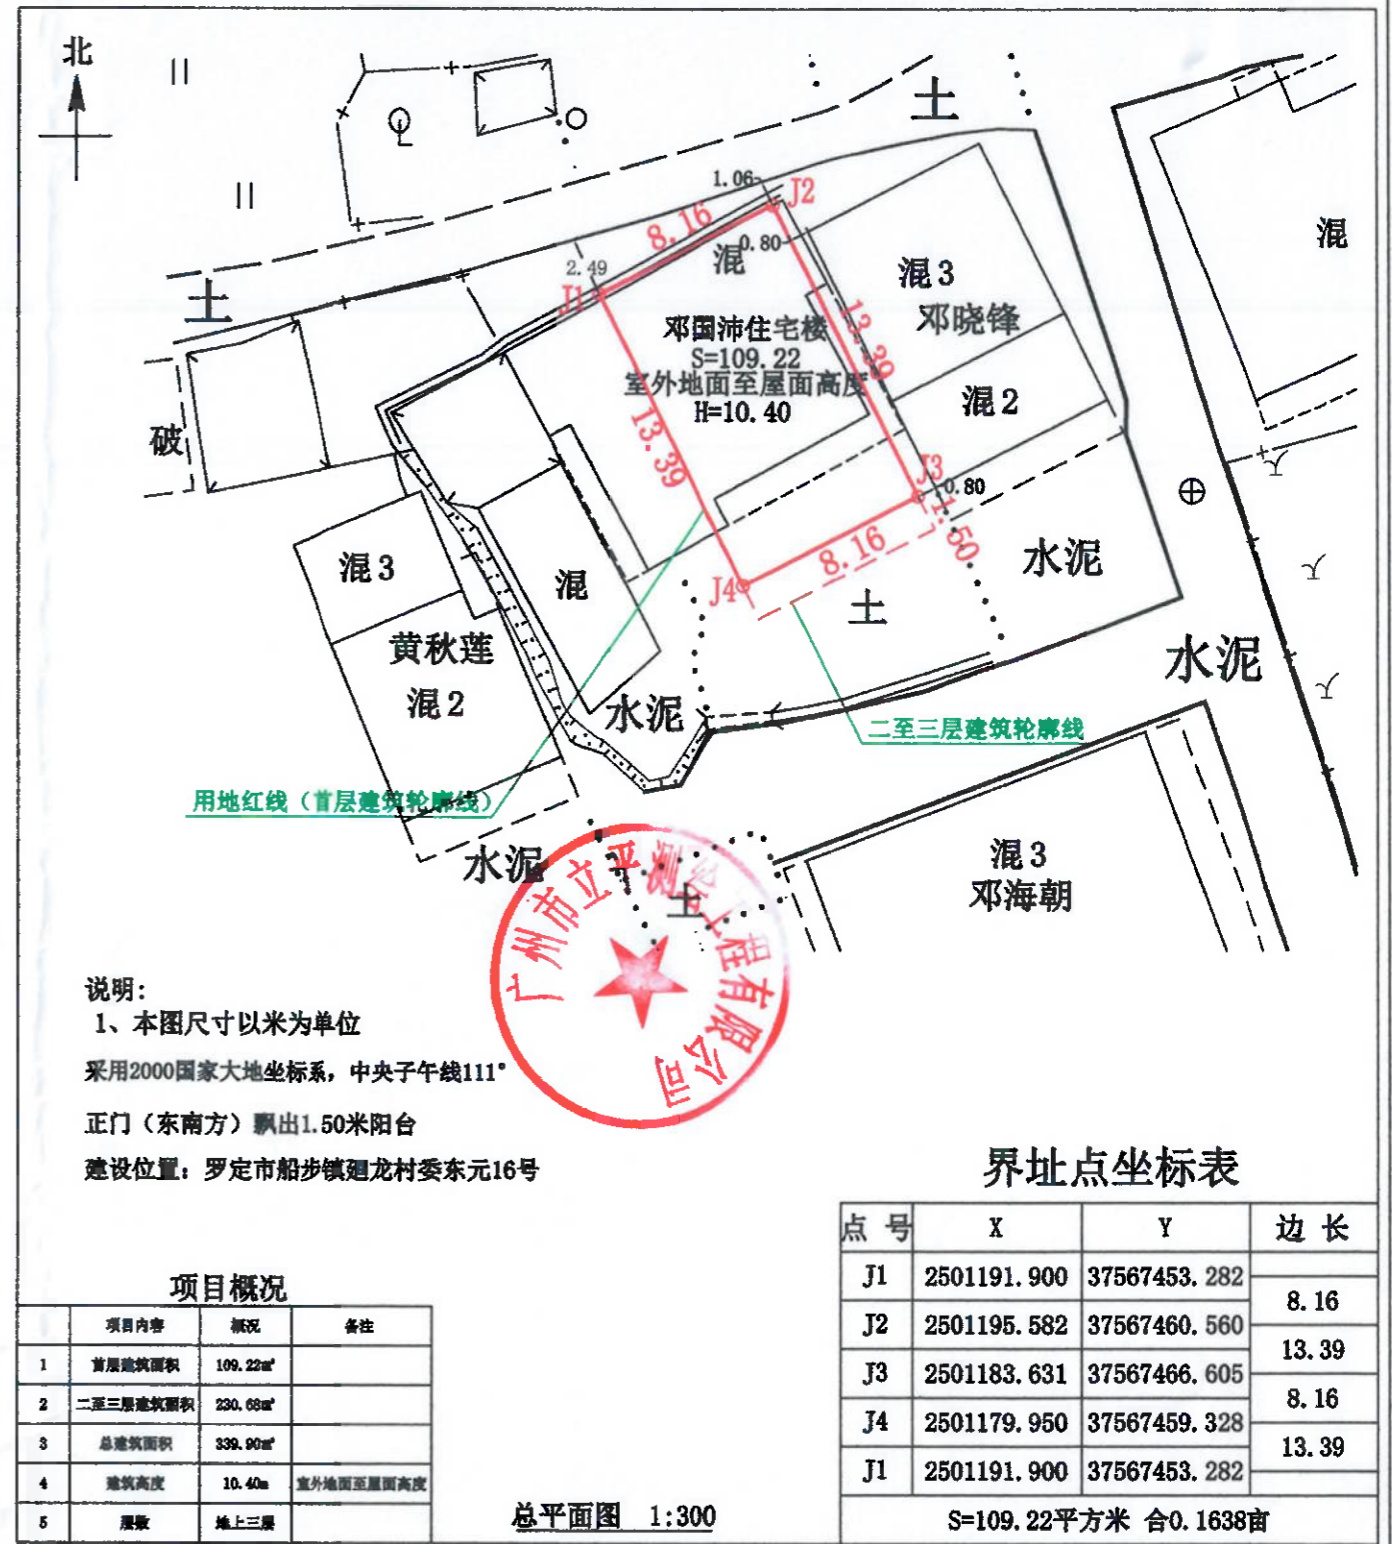 北
土
1.06
J2
8.16
混
0.80
2.49
J1
土
混
混3
邓晓锋
13.39
邓国沛住宅楼
S=109.22
室外地面至屋面高度
H=10.40
混2
破
13.39
J3
0.80
1.50
混3
混
8.16
J4
水泥
土
黄秋莲
混2
水泥
水泥
二至三层建筑轮廓线
用地红线（首层建筑轮廓线）
水泥
土
混3
邓海朝
广州市立平测绘工程有限公司
说明:
1、本图尺寸以米为单位
采用2000国家大地坐标系，中央子午线111°
正门（东南方）飘出1.50米阳台
建设位置：罗定市船步镇廻龙村委东元16号
界址点坐标表
点号 X Y 边长
J1 2501191.900 37567453.282
8.16
J2 2501195.582 37567460.560
13.39
J3 2501183.631 37567466.605
8.16
J4 2501179.950 37567459.328
13.39
J1 2501191.900 37567453.282
S=109.22平方米 合0.1638亩
项目概况
项目内容 概况 备注
1 首层建筑面积 109.22㎡
2 二至三层建筑面积 230.68㎡
3 总建筑面积 339.90㎡
4 建筑高度 10.40m 室外地面至屋面高度
5 层数 地上三层
总平面图 1:300